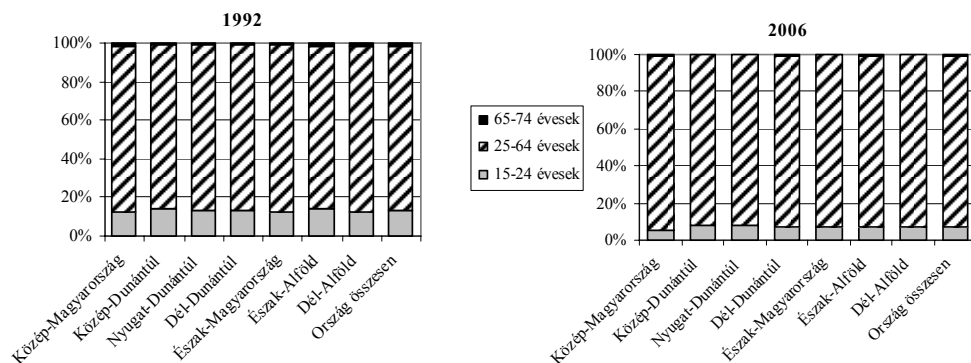 1992
100%
80%
60%
40%
20%
0%
Közép-Magyarország
Közép-Dunántúl
Nyugat-Dunántúl
Dél-Dunántúl
Észak-Magyarország
Észak-Alföld
Dél-Alföld
Ország összesen
65-74 évesek
25-64 évesek
15-24 évesek
2006
100%
80%
60%
40%
20%
0%
Közép-Magyarország
Közép-Dunántúl
Nyugat-Dunántúl
Dél-Dunántúl
Észak-Magyarország
Észak-Alföld
Dél-Alföld
Ország összesen